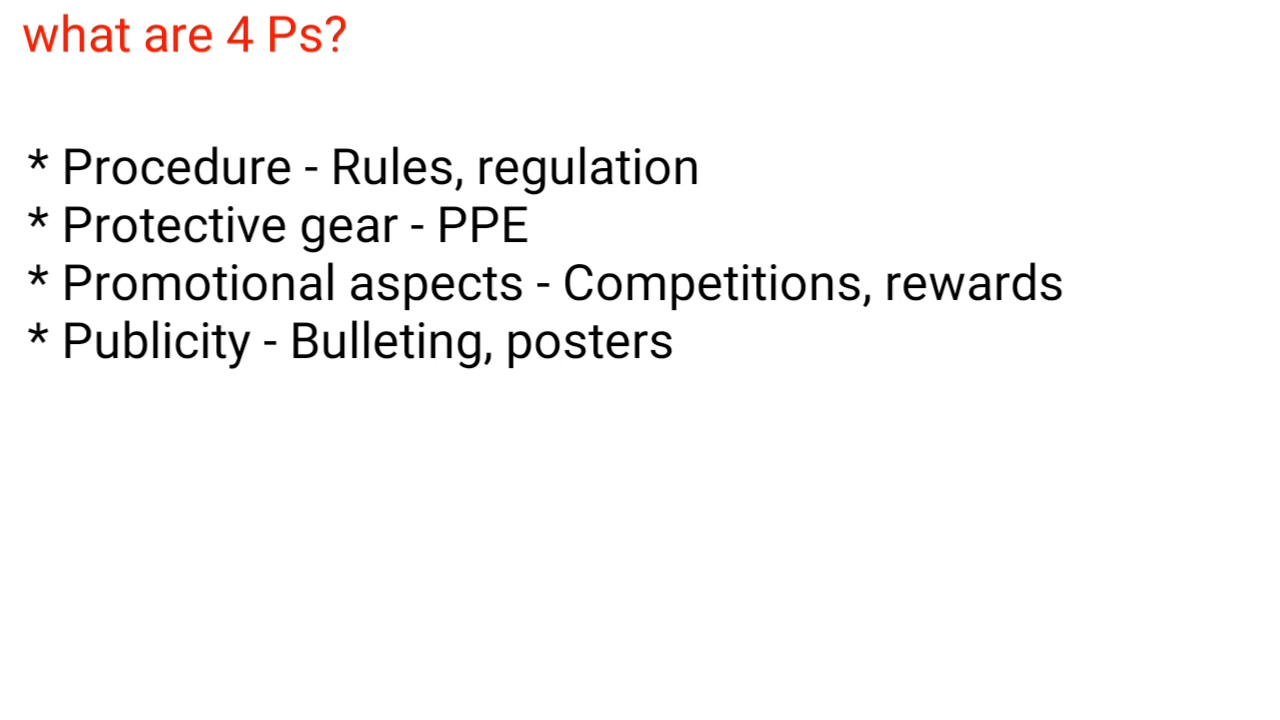 what are 4 Ps?
* Procedure - Rules, regulation
* Protective gear - PPE
* Promotional aspects - Competitions, rewards
* Publicity - Bulleting, posters